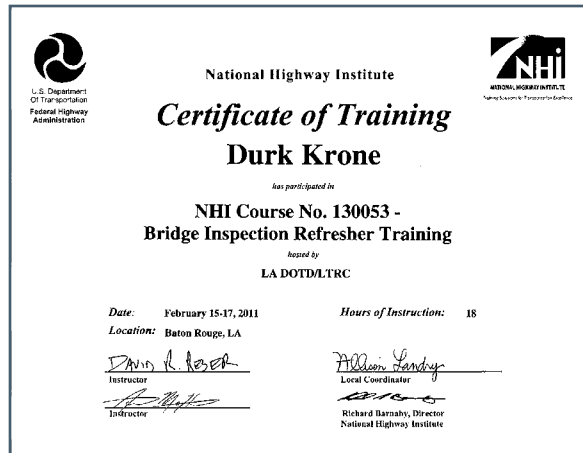 U.S. Department
Of Transportation
Federal Highway
Administration
National Highway Institute
NHI
NATIONAL HIGHWAY INSTITUTE
Certificate of Training
Durk Krone
has participated in
NHI Course No. 130053 -
Bridge Inspection Refresher Training
hosted by
LA DOTD/LTRC
Date: February 15-17, 2011
Hours of Instruction: 18
Location: Baton Rouge, LA
DAVID R. RESER
Instructor
Allison Landry
Local Coordinator
Instructor
Richard Barnaby, Director
National Highway Institute